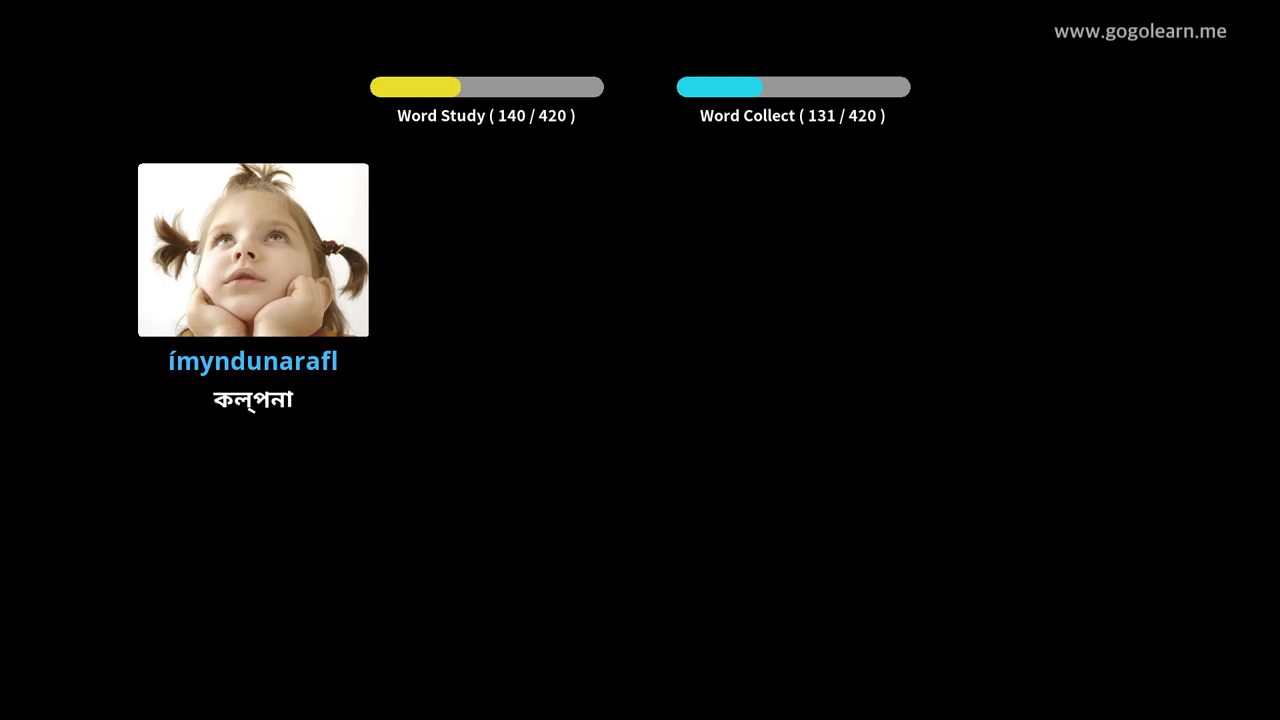 www.gogolearn.me
Word Study ( 140 / 420 )
Word Collect ( 131 / 420 )
ímyndunarafl
কল্পনা